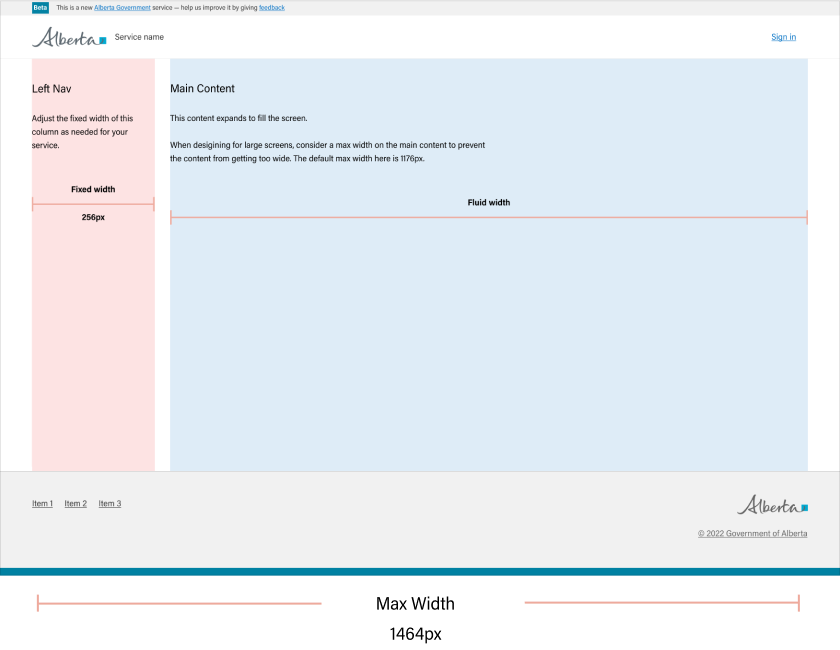 Beta This is a new Alberta Government service — help us improve it by giving feedback
Alberta Service name Sign in
Left Nav
Adjust the fixed width of this
column as needed for your
service.
Fixed width
256px
Main Content
This content expands to fill the screen.
When desigining for large screens, consider a max width on the main content to prevent
the content from getting too wide. The default max width here is 1176px.
Fluid width
Item 1 Item 2 Item 3
Alberta
© 2022 Government of Alberta
Max Width
1464px